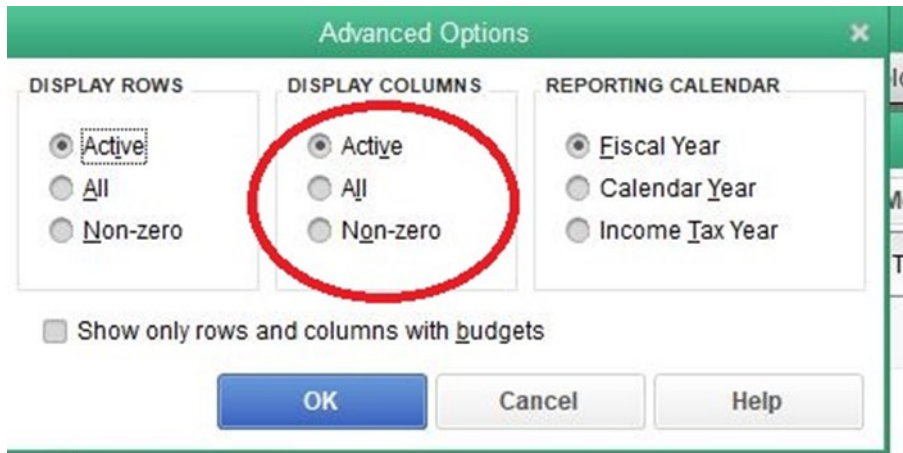 Advanced Options
DISPLAY ROWS
Active
All
Non-zero
DISPLAY COLUMNS
Active
All
Non-zero
REPORTING CALENDAR
Fiscal Year
Calendar Year
Income Tax Year
Show only rows and columns with budgets
OK
Cancel
Help